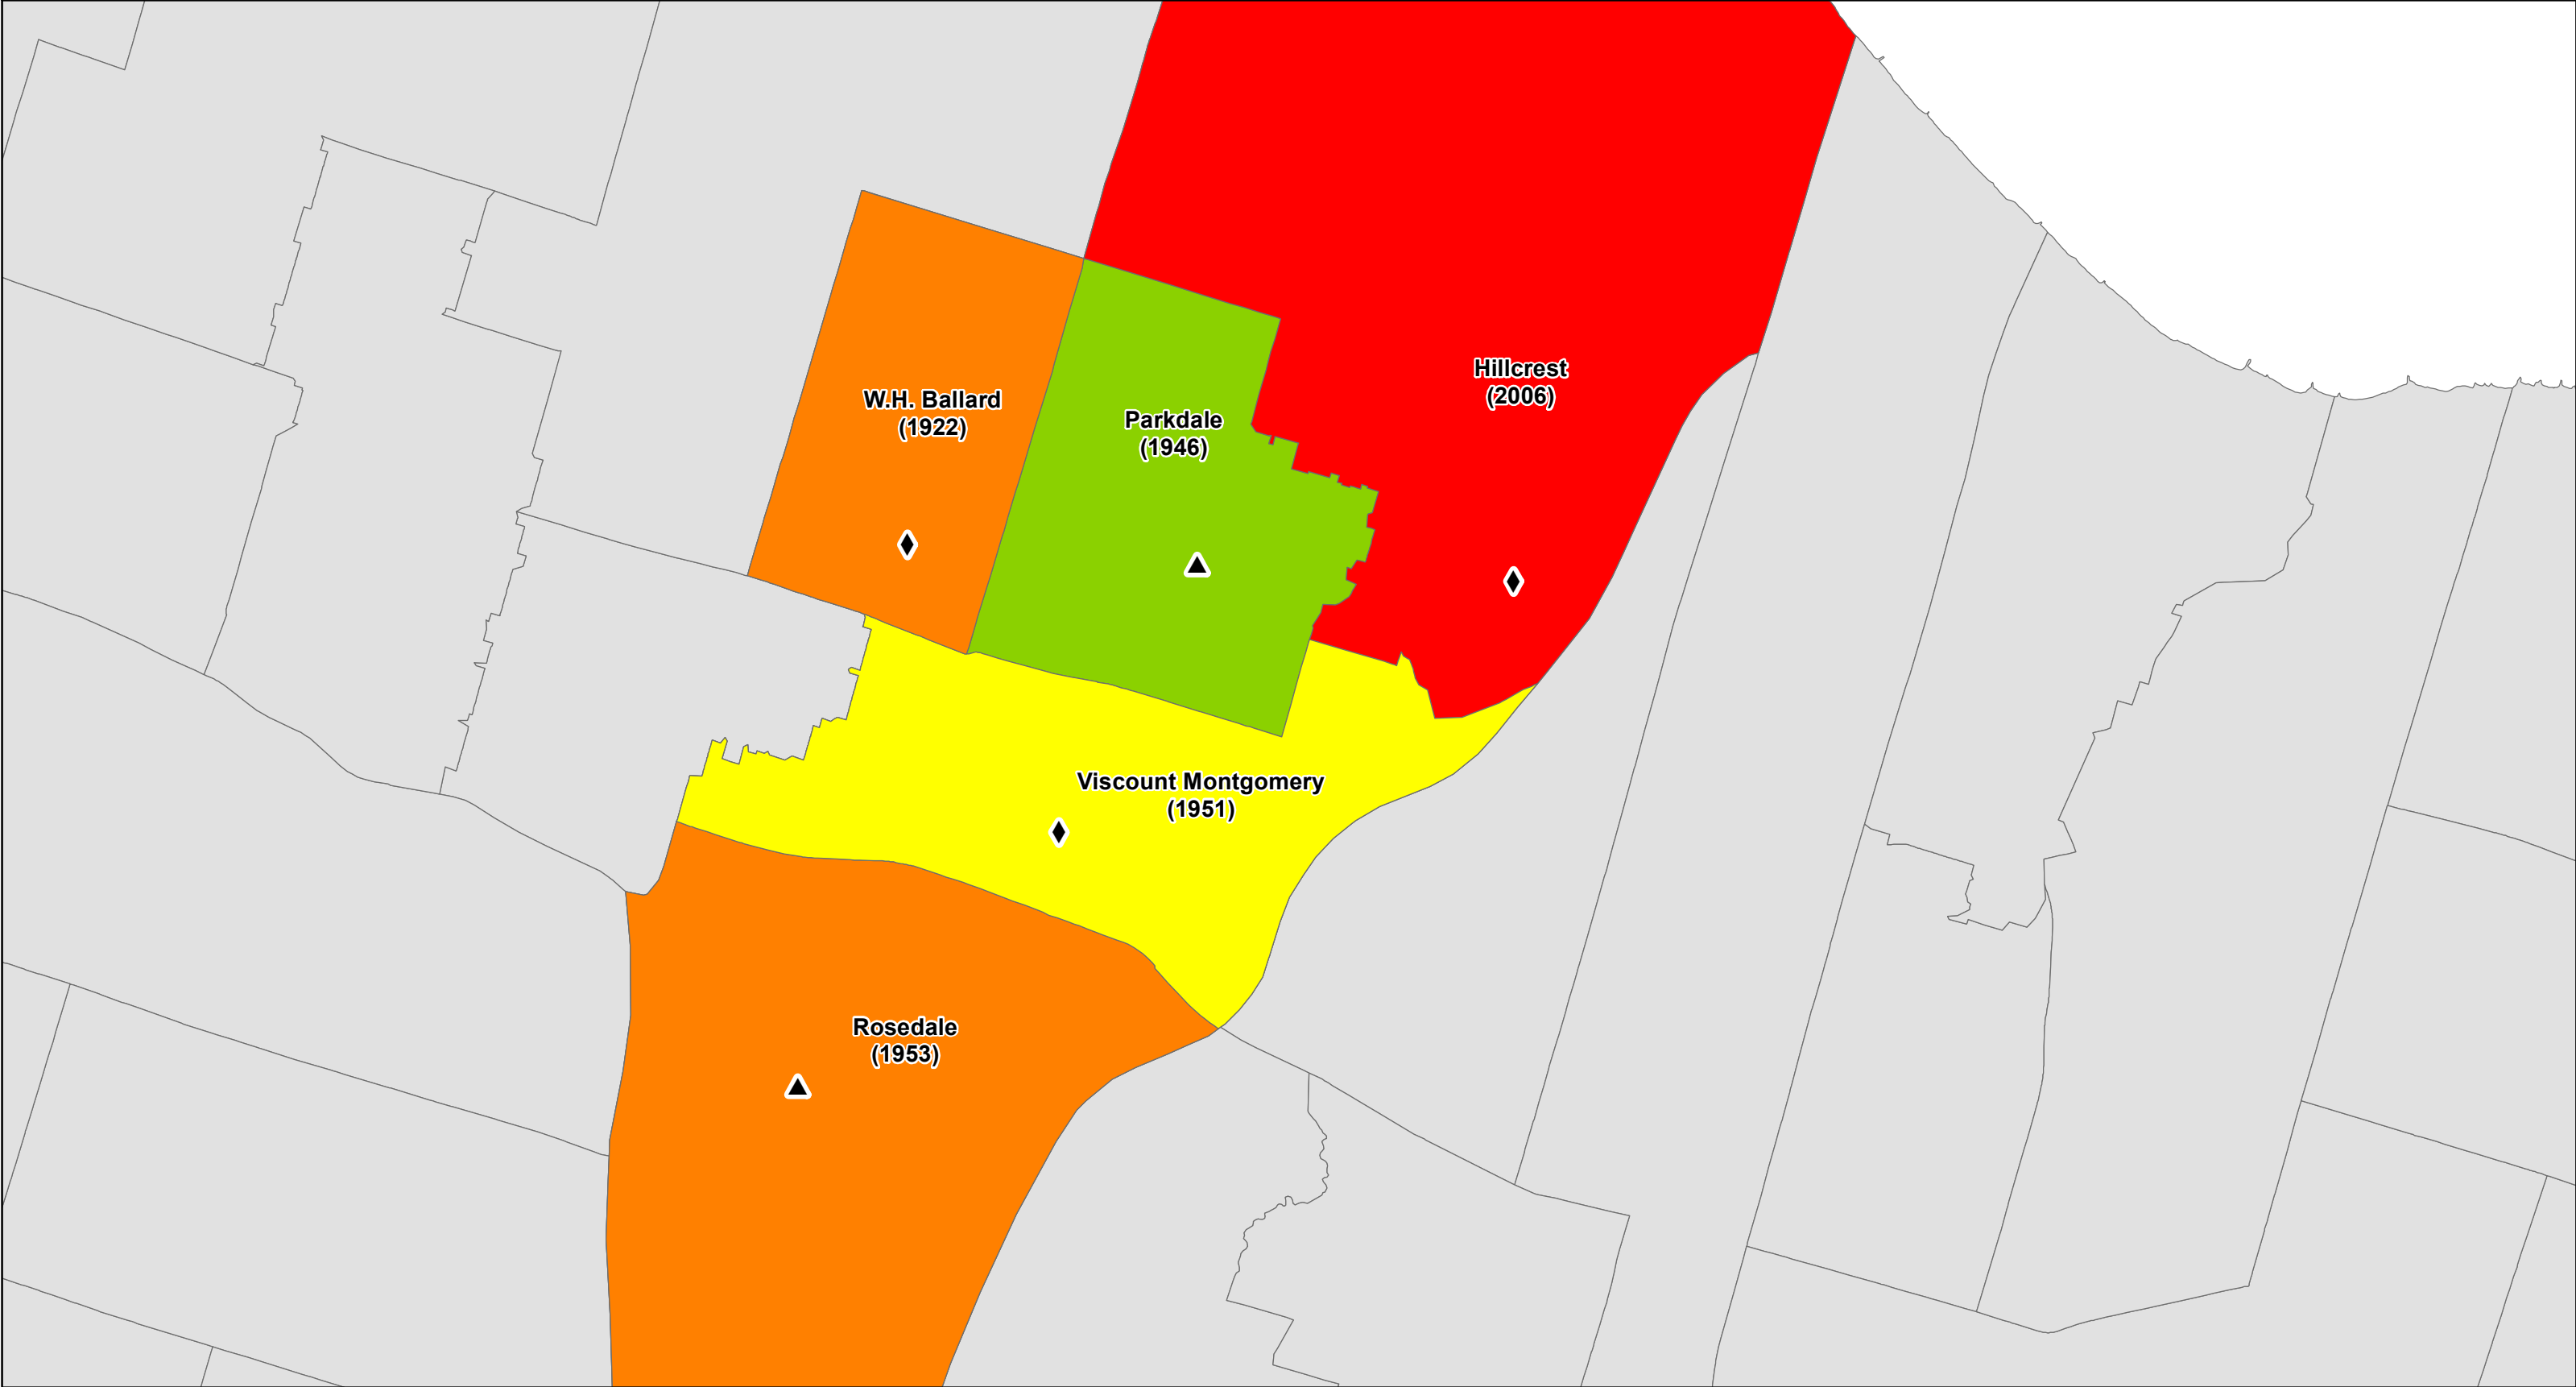 Hillcrest
(2006)
W.H. Ballard
(1922)
Parkdale
(1946)
Viscount Montgomery
(1951)
Rosedale
(1953)